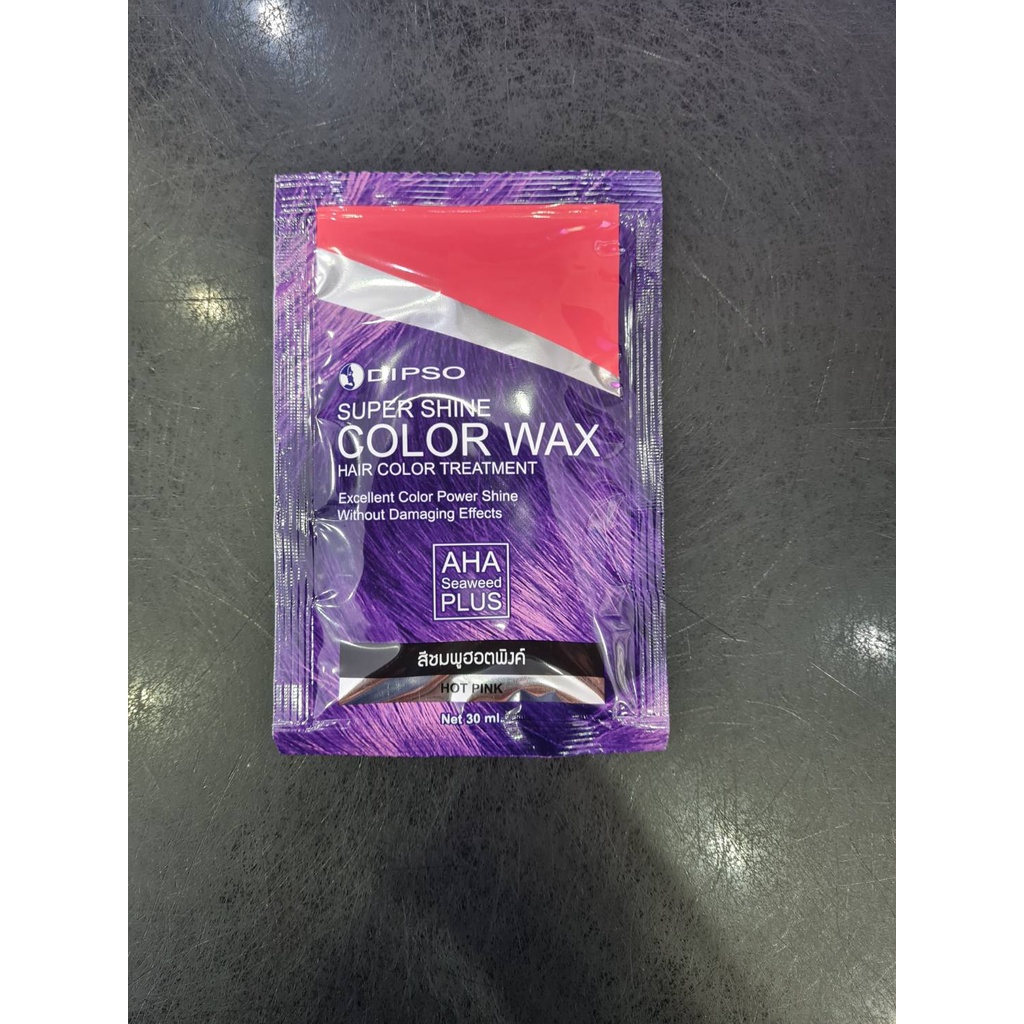 DIPSO
SUPER SHINE
COLOR WAX
HAIR COLOR TREATMENT
Excellent Color Power Shine
Without Damaging Effects
AHA
Seaweed
PLUS
สีชมพูฮอตพิงค์
HOT PINK
Net 30 ml.